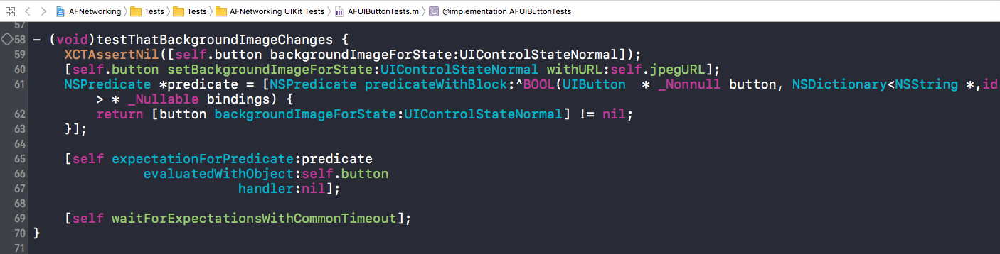 AFNetworking Tests Tests AFNetworking UIKit Tests m AFUIButtonTests.m C @implementation AFUIButtonTests
57
58 - (void)testThatBackgroundImageChanges {
59 XCTAssertNil([self.button backgroundImageForState:UIControlStateNormal]);
60 [self.button setBackgroundImageForState:UIControlStateNormal withURL:self.jpegURL];
61 NSPredicate *predicate = [NSPredicate predicateWithBlock:^BOOL(UIButton  * _Nonnull button, NSDictionary<NSString *,id
> * _Nullable bindings) {
62 return [button backgroundImageForState:UIControlStateNormal] != nil;
63 }];
64
65 [self expectationForPredicate:predicate
66 evaluatedWithObject:self.button
67 handler:nil];
68
69 [self waitForExpectationsWithCommonTimeout];
70 }
71